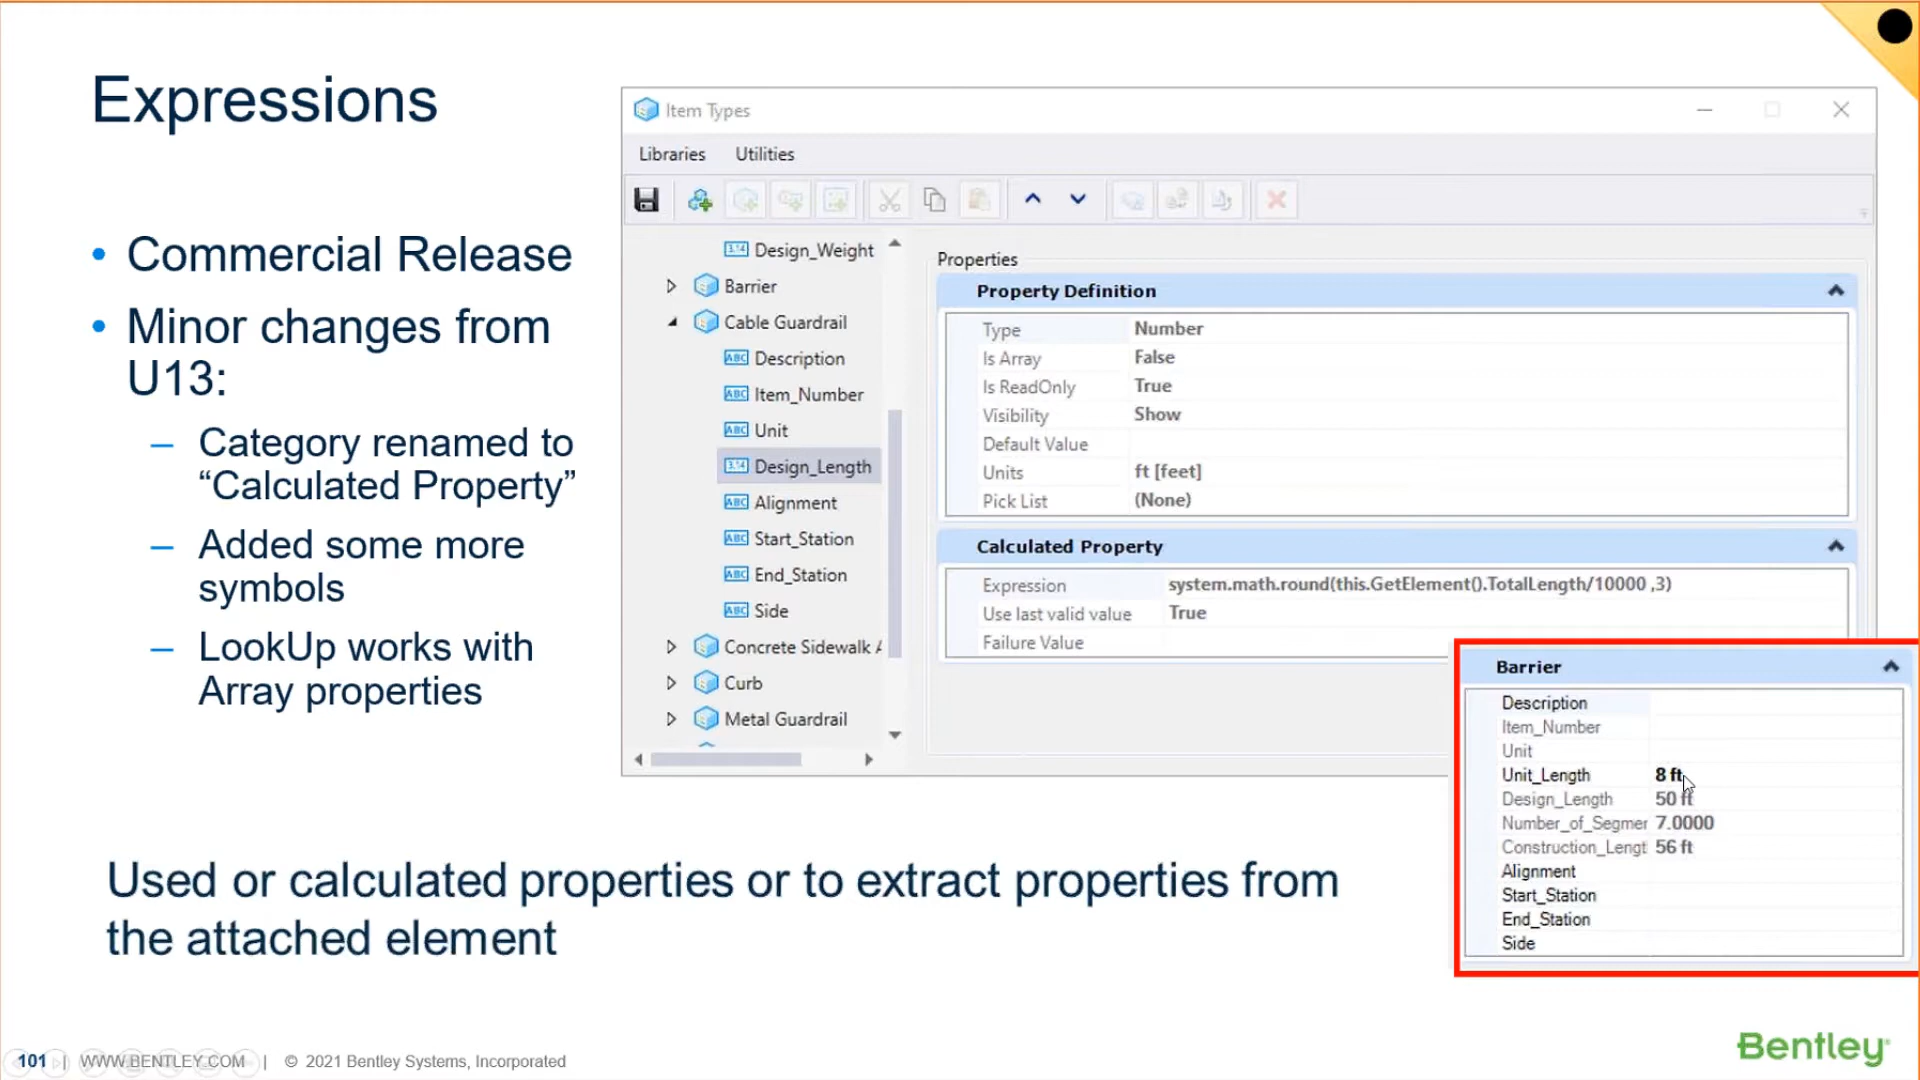 Expressions
• Commercial Release
• Minor changes from
U13:
– Category renamed to
“Calculated Property”
– Added some more
symbols
– LookUp works with
Array properties
Item Types
Libraries Utilities
Design_Weight
Barrier
Cable Guardrail
Description
Item_Number
Unit
Design_Length
Alignment
Start_Station
End_Station
Side
Concrete Sidewalk
Curb
Metal Guardrail
Properties
Property Definition
Type Number
Is Array False
Is ReadOnly True
Visibility Show
Default Value
Units ft [feet]
Pick List (None)
Calculated Property
Expression system.math.round(this.GetElement().TotalLength/10000 ,3)
Use last valid value True
Failure Value
Barrier
Description
Item_Number
Unit
Unit_Length 8 ft
Design_Length 50 ft
Number_of_Segmer 7.0000
Construction_Lengt 56 ft
Alignment
Start_Station
End_Station
Side
Used or calculated properties or to extract properties from
the attached element
101 | WWW.BENTLEY.COM | © 2021 Bentley Systems, Incorporated
Bentley